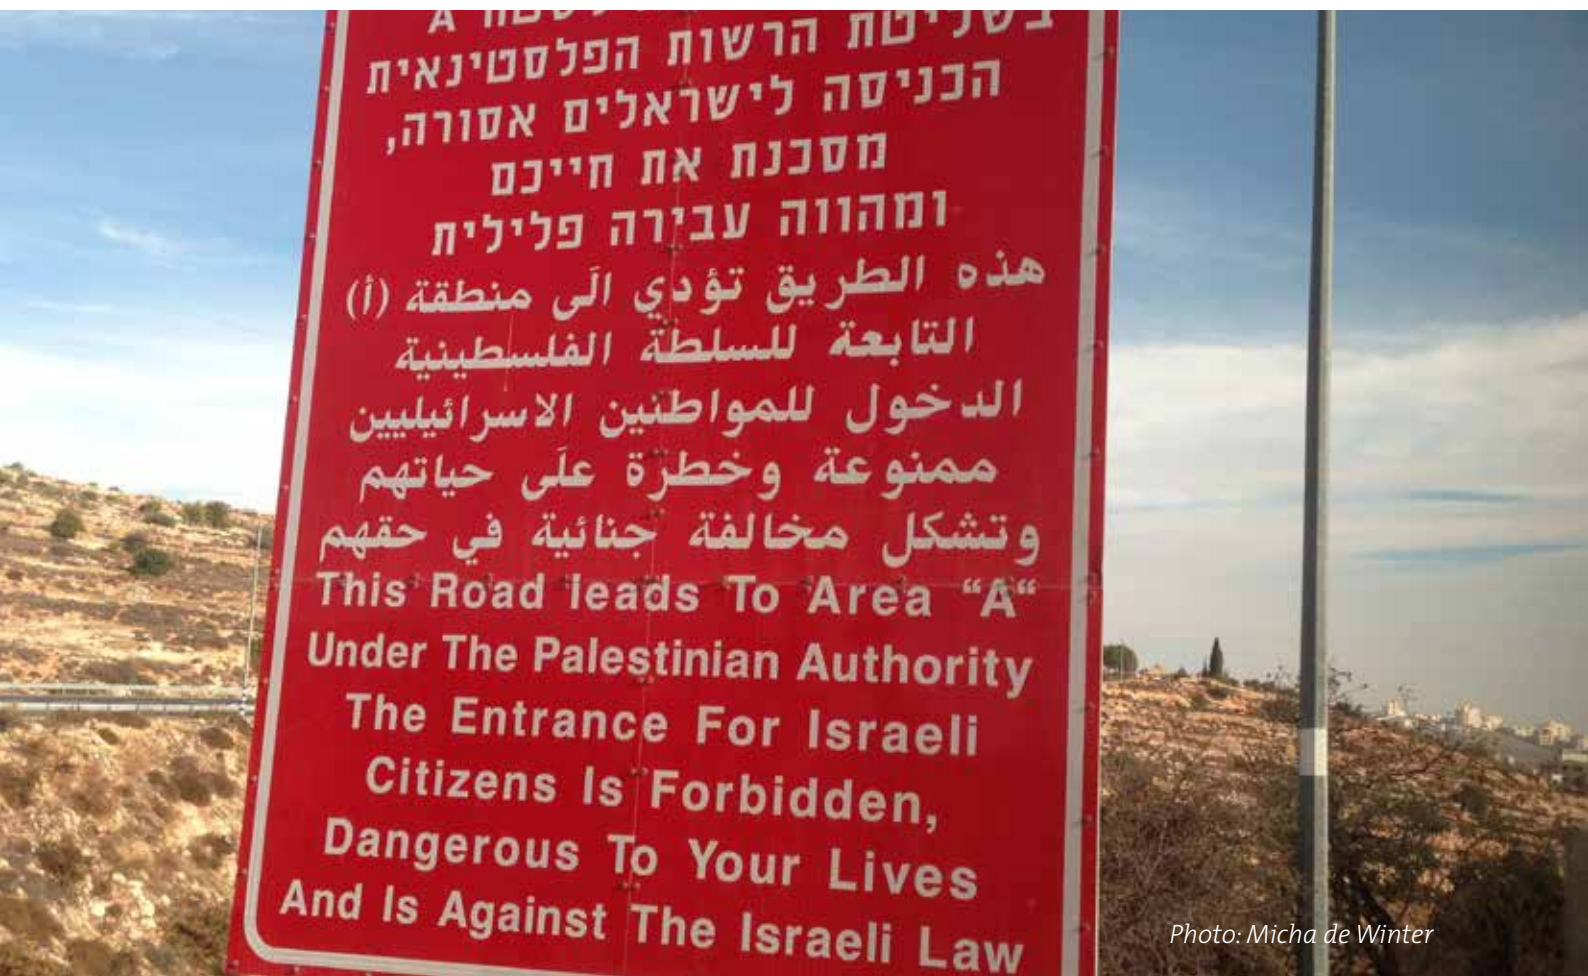 A
בשליטת הרשות הפלסטינאית
הכניסה לישראלים אסורה,
מסכנת את חייכם
ומהווה עבירה פלילית
هذه الطريق تؤدي الَى منطقة (أ)
التابعة للسلطة الفلسطينية
الدخول للمواطنين الاسرائيليين
ممنوعة وخطرة علَى حياتهم
وتشكل مخالفة جنائية في حقهم
This Road leads To Area “A“
Under The Palestinian Authority
The Entrance For Israeli
Citizens Is Forbidden,
Dangerous To Your Lives
And Is Against The Israeli Law
Photo: Micha de Winter